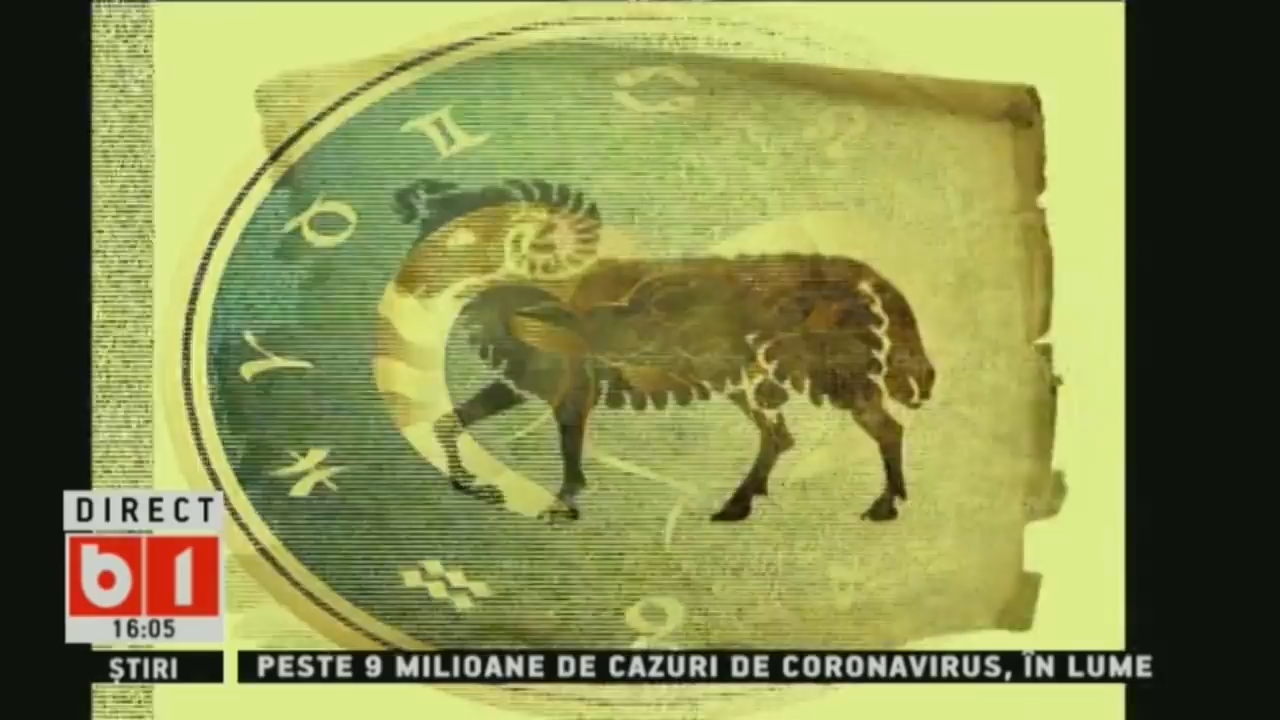 DIRECT
b1
16:05
ȘTIRI
PESTE 9 MILIOANE DE CAZURI DE CORONAVIRUS, ÎN LUME